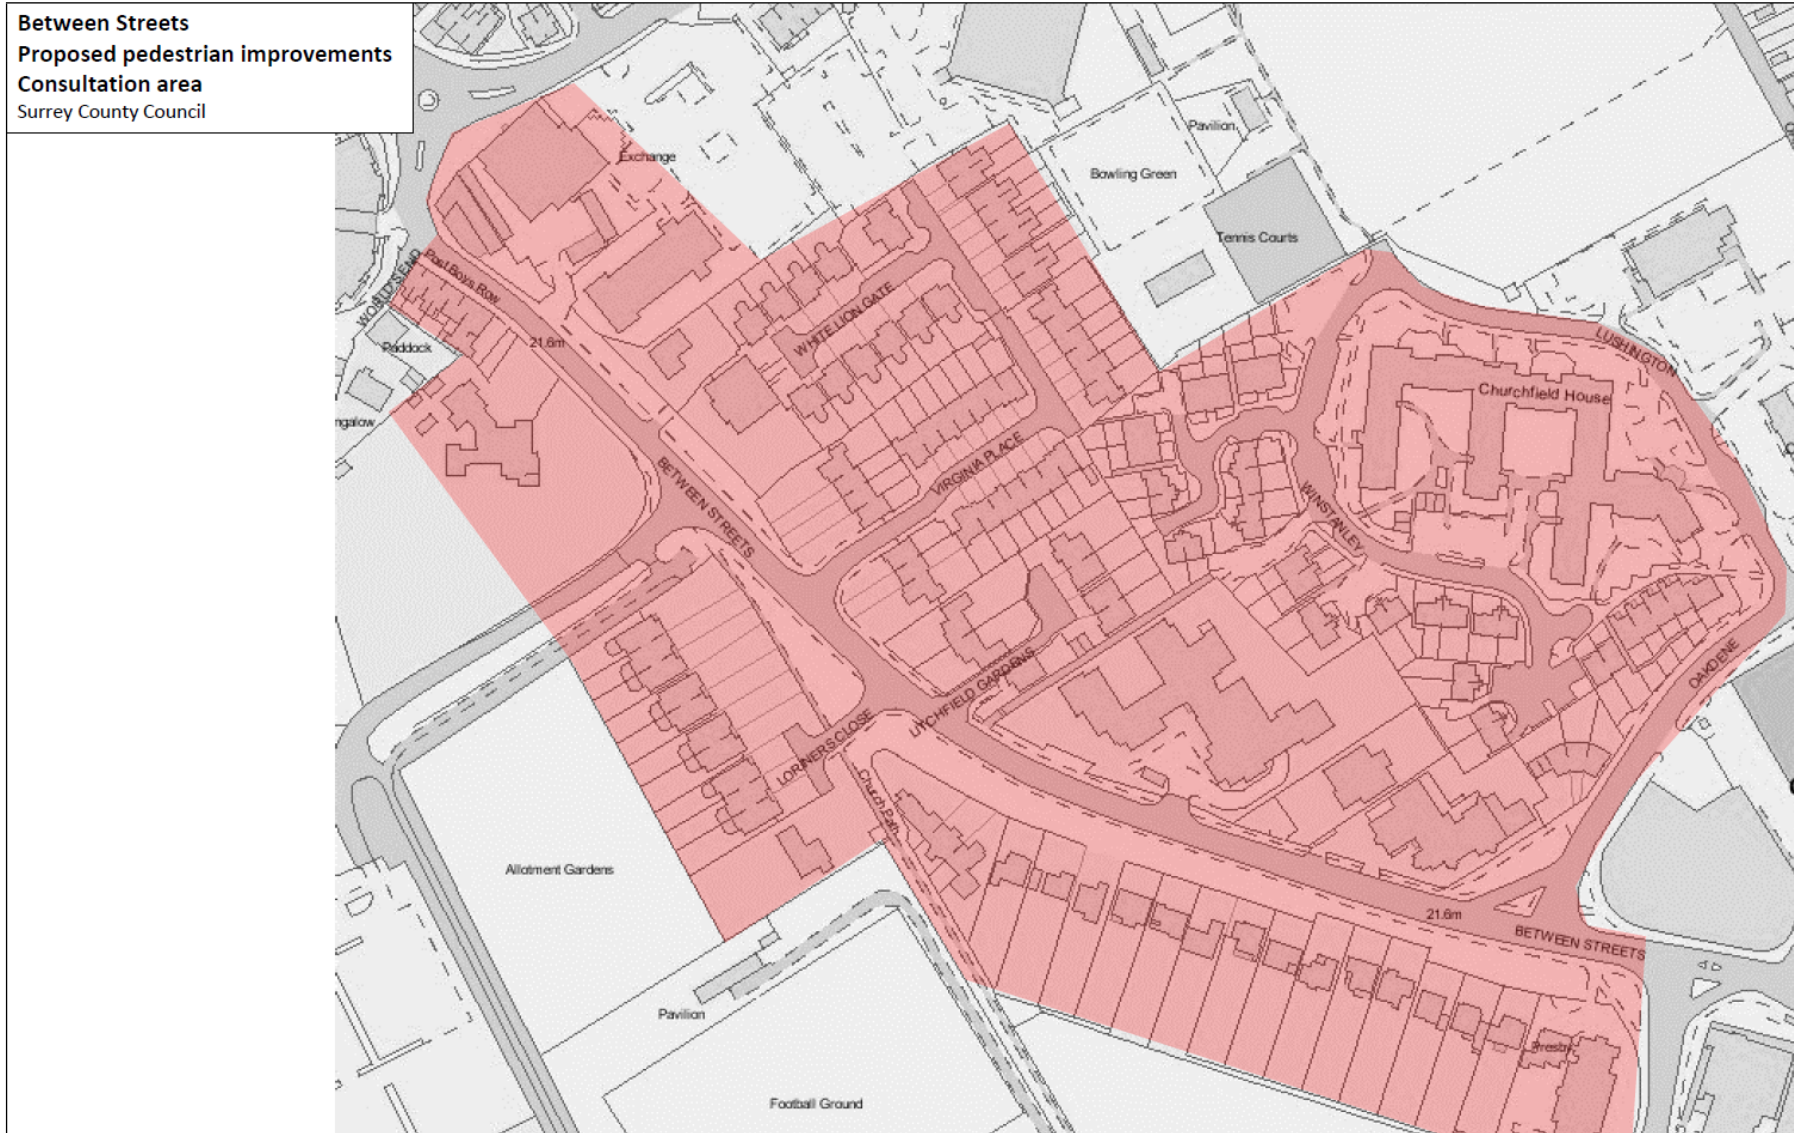 Between Streets
Proposed pedestrian improvements
Consultation area
Surrey County Council
Exchange
Pavilion
Bowling Green
Tennis Courts
WORLDS END
Post Boys Row
21.6m
Paddock
ngalow
WHITE LION GATE
LUSHINGTON
Churchfield House
VIRGINIA PLACE
BETWEEN STREETS
WINSTANLEY
OAKDENE
LITCHFIELD GARDENS
LORINERS CLOSE
Church Path
Allotment Gardens
21.6m
BETWEEN STREETS
Pavilion
Presby
Football Ground